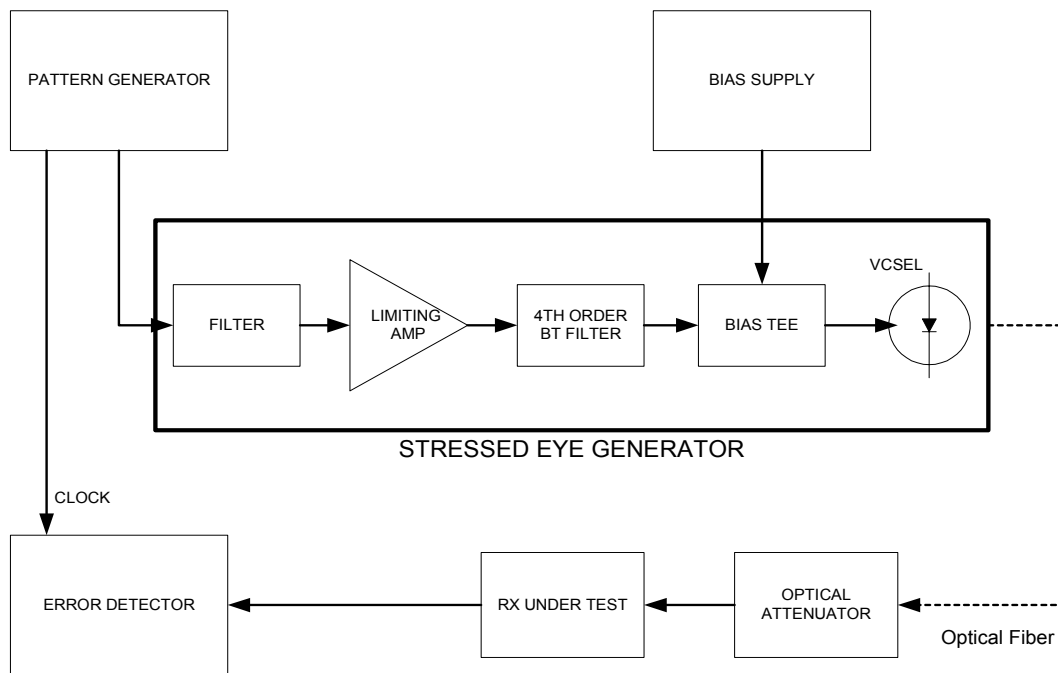 PATTERN GENERATOR
BIAS SUPPLY
VCSEL
FILTER
LIMITING
AMP
4TH ORDER
BT FILTER
BIAS TEE
STRESSED EYE GENERATOR
CLOCK
ERROR DETECTOR
RX UNDER TEST
OPTICAL
ATTENUATOR
Optical Fiber